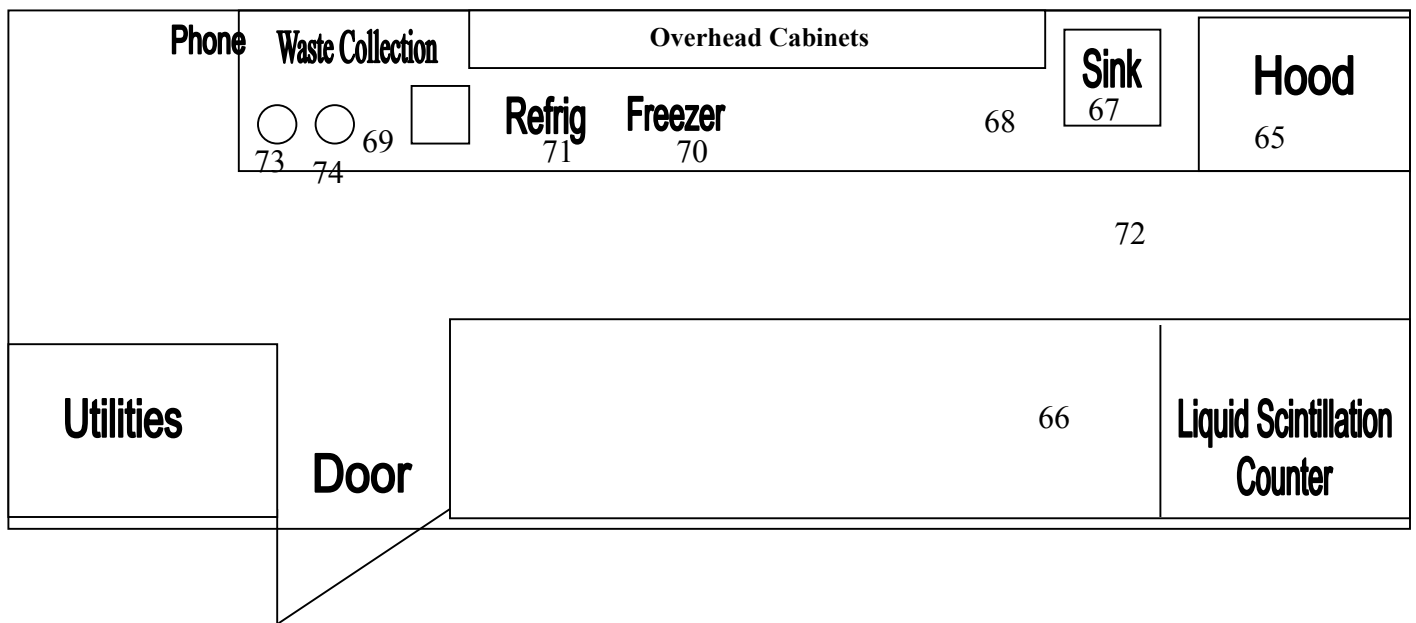 Phone
Waste Collection
Overhead Cabinets
Sink
Hood
Refrig
Freezer
67
68
65
69
71
70
73
74
72
Utilities
66
Liquid Scintillation
Counter
Door